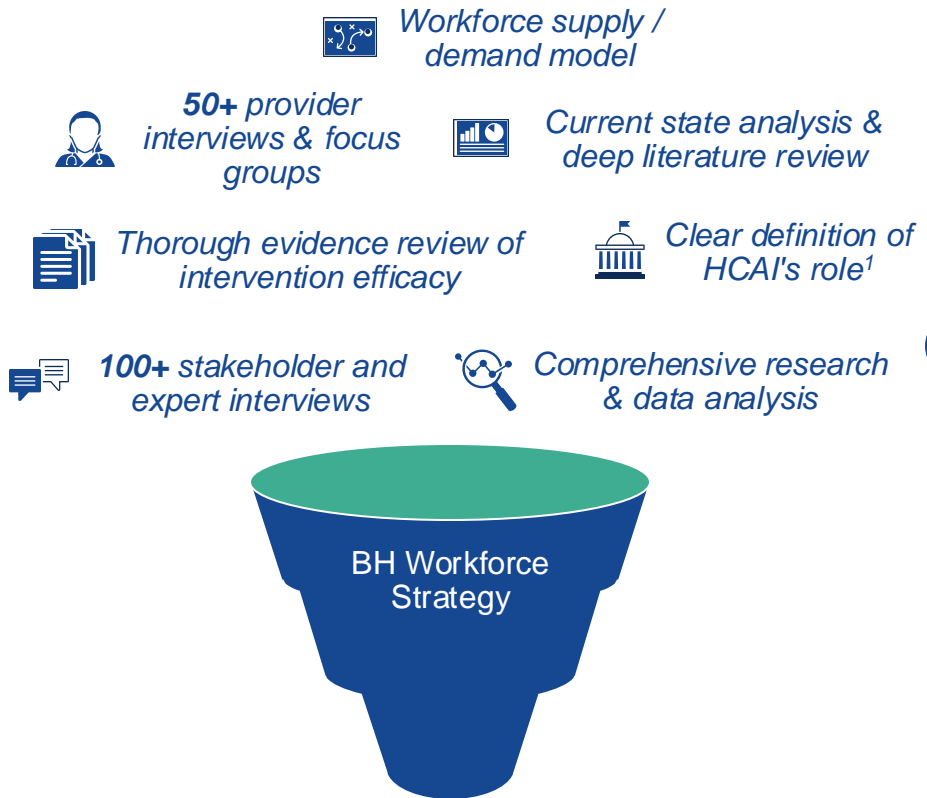 Workforce supply /
demand model
50+ provider
interviews & focus
groups
Current state analysis &
deep literature review
Thorough evidence review of
intervention efficacy
Clear definition of
HCAI's role1
100+ stakeholder and
expert interviews
Comprehensive research
& data analysis
BH Workforce
Strategy